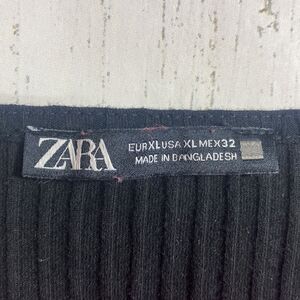 ZARA
EUR XL USA XL MEX 32
MADE IN BANGLADESH